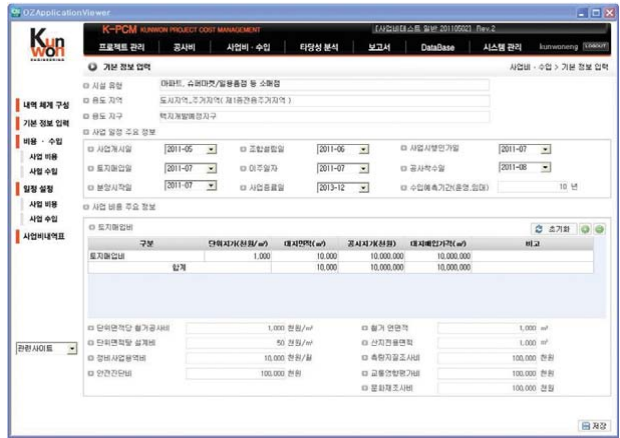 OZApplicationViewer
Kun won
ENGINEERING
K-PCM KUNWON PROJECT COST MANAGEMENT
[사업비테스트 일반 201105023 Rev.2
프로젝트 관리 공사비 사업비 · 수입 타당성 분석 보고서 DataBase 시스템 관리 kunwoneng LOGOUT
기본 정보 입력
사업비 · 수입 > 기본 정보 입력
내역 체계 구성
기본 정보 입력
비용 · 수입
사업 비용
사업 수입
일정 설정
사업 비용
사업 수입
사업비내역표
관련사이트
시설 유형 아파트, 슈퍼마켓/일용품점 등 소매점
용도 지역 도시지역_주거지역( 제1종전용주거지역 )
용도 지구 택지개발예정지구
사업 일정 주요 정보
사업개시일 2011-05 조합설립일 2011-06 사업시행인가일 2011-07
토지매입일 2011-07 이주일자 2011-07 공사착수일 2011-08
분양시작일 2011-07 사업종료일 2013-12 수입예측기간(운영,임대) 10 년
사업 비용 주요 정보
토지매입비 초기화
구분 단위지가(천원/㎡) 대지면적(㎡) 공시지가(천원) 대지매입가격(㎡) 비고
토지매입비 1,000 10,000 10,000,000 10,000,000
합계 10,000 10,000,000 10,000,000
단위면적당 철거공사비 1,000 천원/㎡ 철거 연면적 1,000 ㎡
단위면적당 설계비 50 천원/㎡ 산지전용면적 1,000 ㎡
정비사업용역비 10,000 천원/월 측량지질조사비 100,000 천원
안전진단비 100,000 천원 교통영향평가비 100,000 천원
문화재조사비 100,000 천원
저장